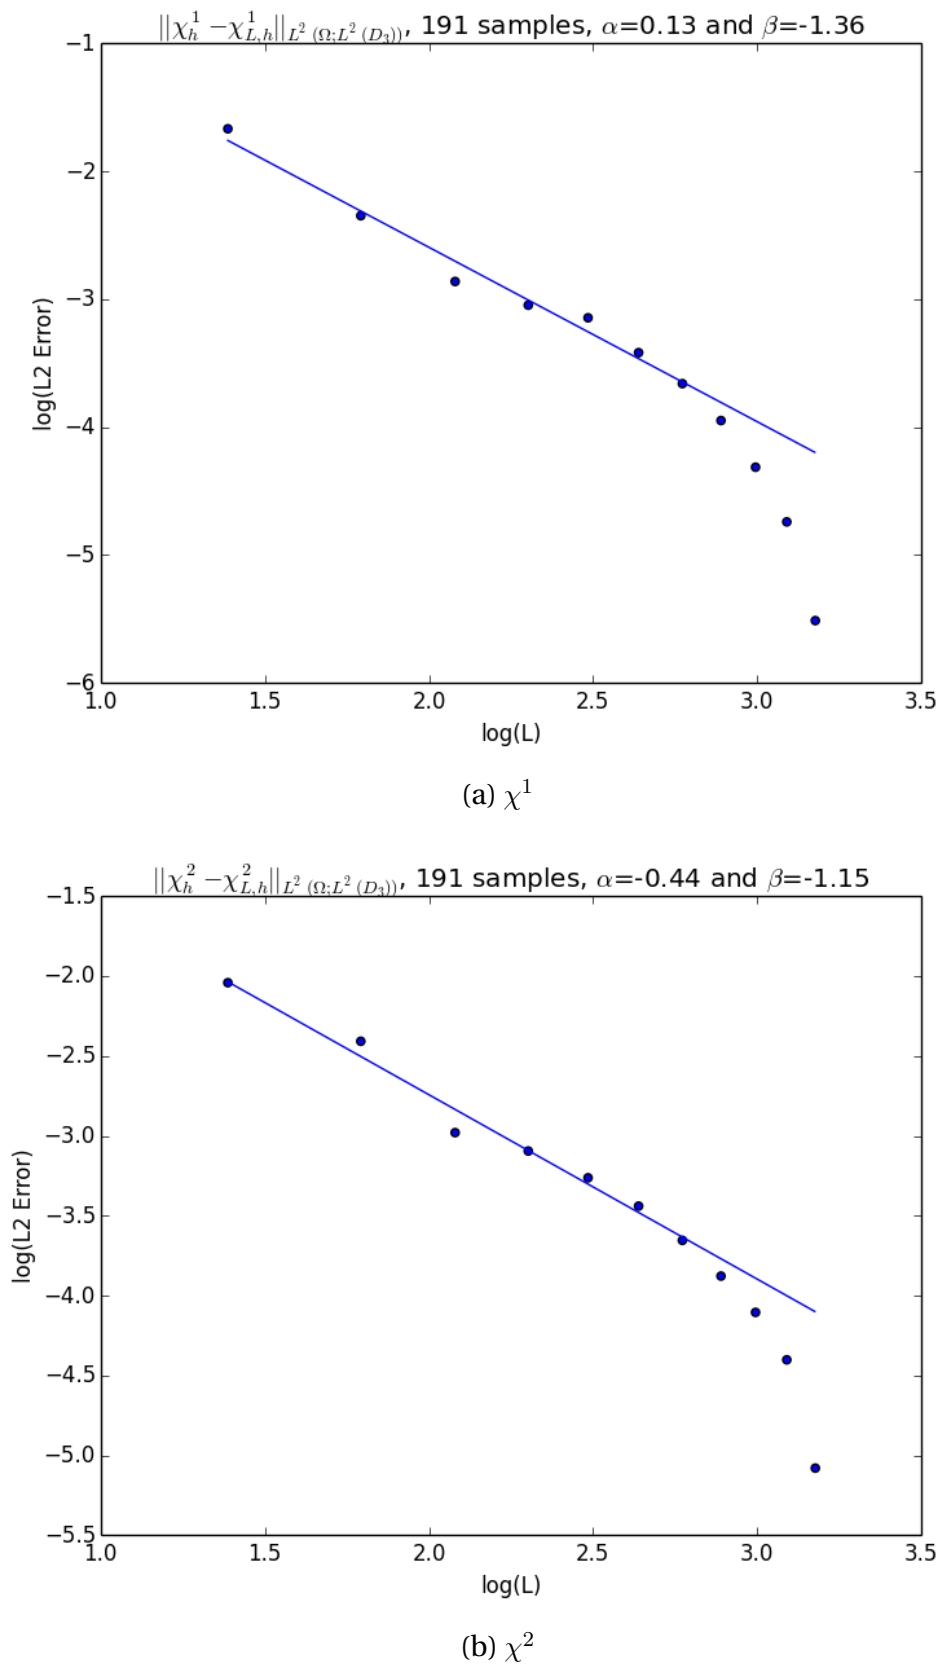 ||χ_h^1 − χ_{L,h}^1||_{L^2 (Ω;L^2 (D_3))}, 191 samples, α=0.13 and β=-1.36
−1
−2
−3
−4
−5
−6
log(L2 Error)
1.0 1.5 2.0 2.5 3.0 3.5
log(L)
(a) χ^1
||χ_h^2 − χ_{L,h}^2||_{L^2 (Ω;L^2 (D_3))}, 191 samples, α=-0.44 and β=-1.15
−1.5
−2.0
−2.5
−3.0
−3.5
−4.0
−4.5
−5.0
−5.5
log(L2 Error)
1.0 1.5 2.0 2.5 3.0 3.5
log(L)
(b) χ^2